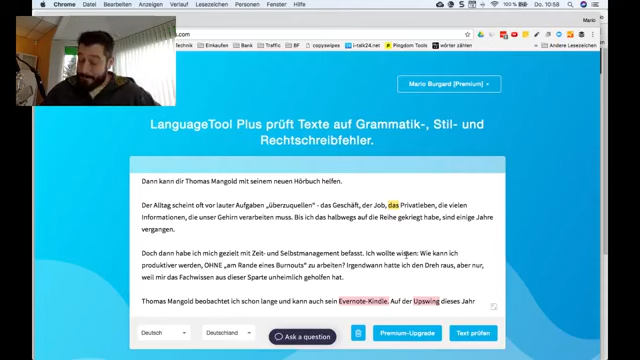 Chrome Datei Bearbeiten Anzeigen Verlauf Lesezeichen Personen Fenster Hilfe 100 % Do. 10:58
Mario
s.com
Technik Einkaufen Bank Computer copyswipes i-talk24.net Pingdom Tools wörter zählen Andere Lesezeichen
Mario Burgard [Premium]
LanguageTool Plus prüft Texte auf Grammatik-, Stil- und
Rechtschreibfehler.
Dann kann dir Thomas Mangold mit seinem neuen Hörbuch helfen.
Der Alltag scheint oft vor lauter Aufgaben „überzuquellen“ - das Geschäft, der Job, das Privatleben, die vielen
Informationen, die unser Gehirn verarbeiten muss. Bis ich das halbwegs auf die Reihe gekriegt habe, sind einige Jahre
vergangen.
Doch dann habe ich mich gezielt mit Zeit- und Selbstmanagement befasst. Ich wollte wissen: Wie kann ich
produktiver werden, OHNE „am Rande eines Burnouts“ zu arbeiten? Irgendwann hatte ich den Dreh raus, aber nur,
weil mir das Fachwissen aus dieser Sparte unheimlich geholfen hat.
Thomas Mangold beobachtet ich schon lange und kann auch sein Evernote-Kindle. Auf der Upswing dieses Jahr
Deutsch Deutschland Premium-Upgrade Text prüfen
Ask a question